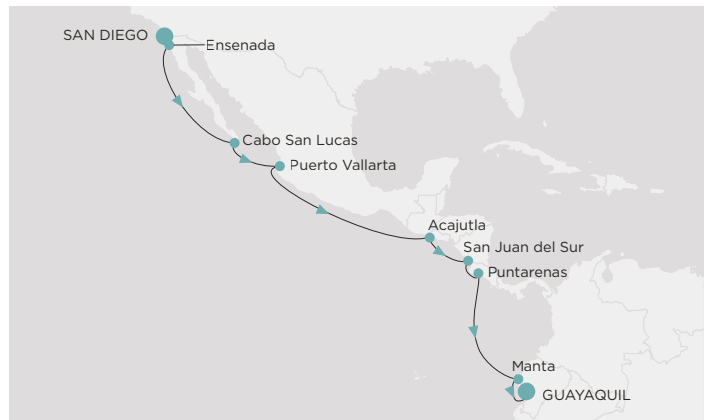 SAN DIEGO
Ensenada
Cabo San Lucas
Puerto Vallarta
Acajutla
San Juan del Sur
Puntarenas
Manta
GUAYAQUIL